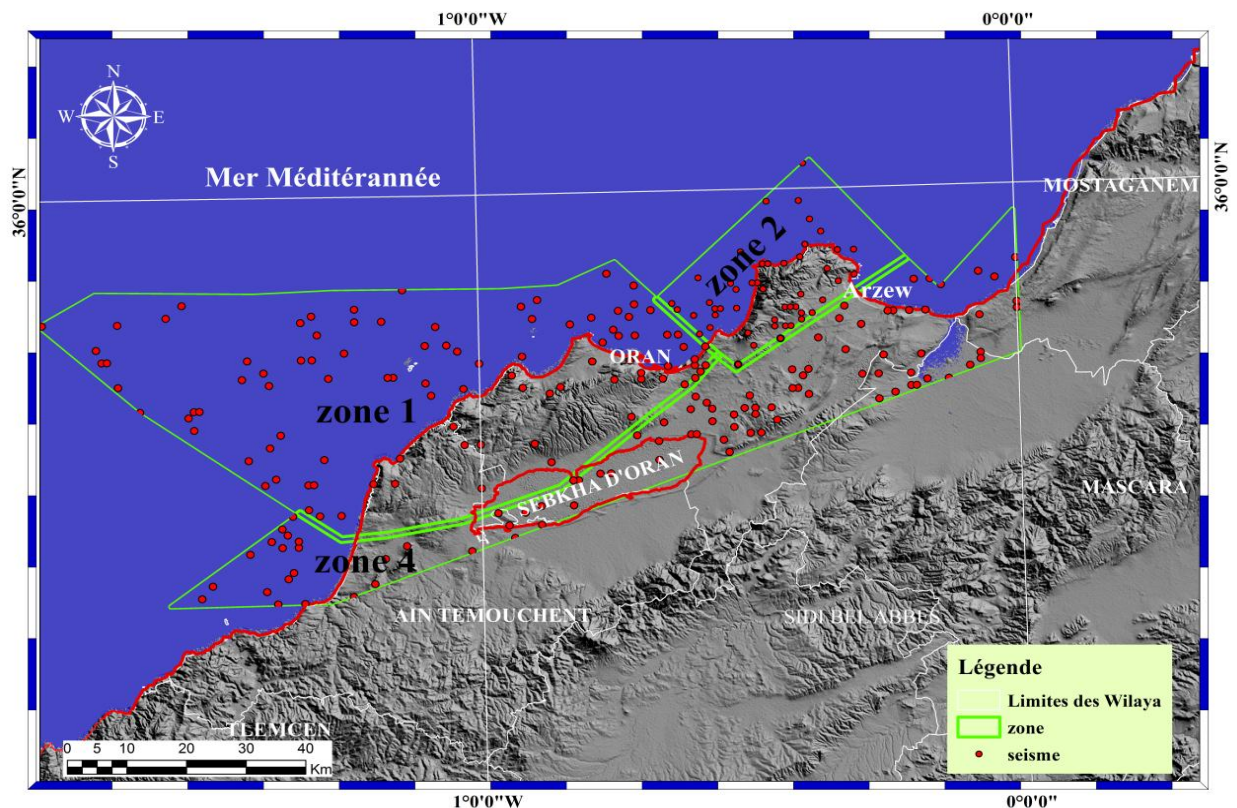 1°0'0"W
0°0'0"
N
W E
S
Mer Méditérannée
36°0'0"N
36°0'0"N
MOSTAGANEM
zone 2
Arzew
ORAN
zone 1
SEBKHA D'ORAN
MASCARA
zone 4
AIN TEMOUCHENT
SIDI BEL ABBES
TLEMCEN
Légende
Limites des Wilaya
zone
seisme
0 5 10 20 30 40
Km
1°0'0"W
0°0'0"